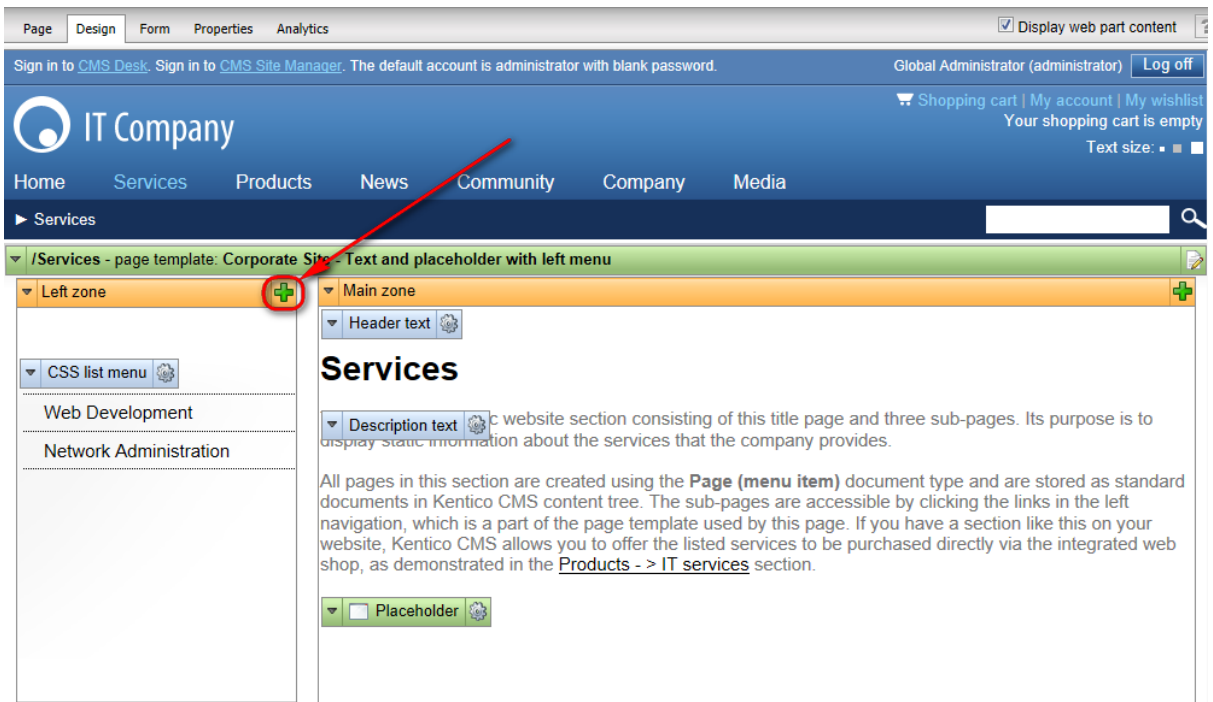 Page Design Form Properties Analytics Display web part content ?
Sign in to CMS Desk. Sign in to CMS Site Manager. The default account is administrator with blank password. Global Administrator (administrator) Log off
Shopping cart | My account | My wishlist
IT Company
Your shopping cart is empty
Text size:
Home Services Products News Community Company Media
Services
/Services - page template: Corporate Site - Text and placeholder with left menu
Left zone
Main zone
Header text
Services
CSS list menu
Web Development
Network Administration
Description text c website section consisting of this title page and three sub-pages. Its purpose is to
display static information about the services that the company provides.
All pages in this section are created using the Page (menu item) document type and are stored as standard
documents in Kentico CMS content tree. The sub-pages are accessible by clicking the links in the left
navigation, which is a part of the page template used by this page. If you have a section like this on your
website, Kentico CMS allows you to offer the listed services to be purchased directly via the integrated web
shop, as demonstrated in the Products - > IT services section.
Placeholder